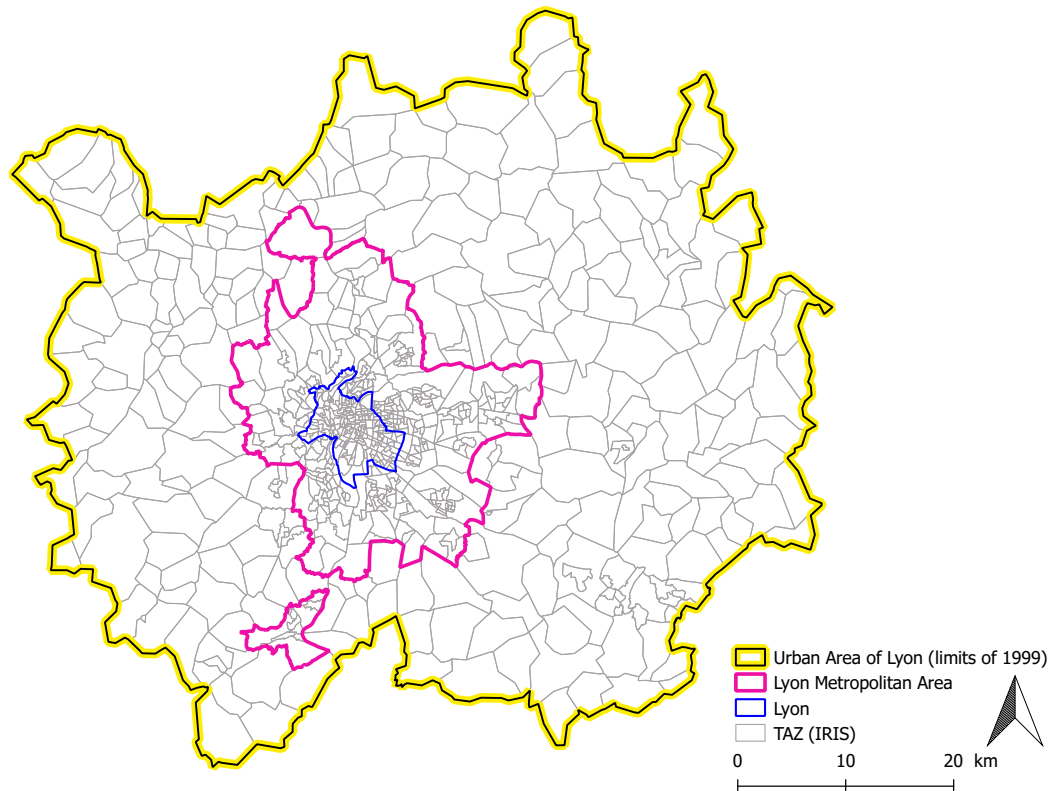 Urban Area of Lyon (limits of 1999)
Lyon Metropolitan Area
Lyon
TAZ (IRIS)
0 10 20 km